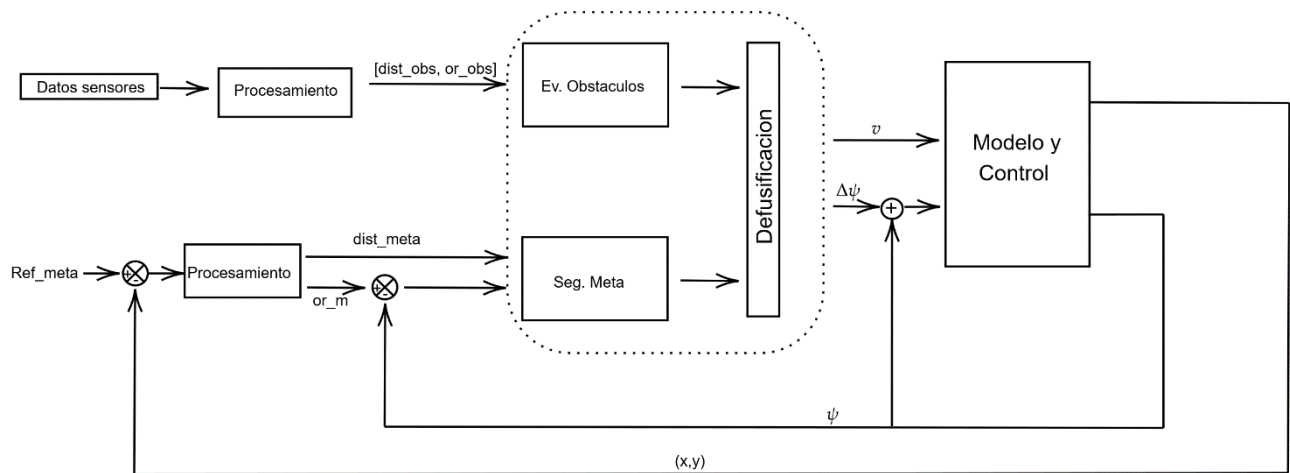 Datos sensores
Procesamiento
[dist_obs, or_obs]
Ev. Obstaculos
Defusificacion
v
Δψ
+
Modelo y
Control
Ref_meta
+
-
Procesamiento
dist_meta
or_m
+
-
Seg. Meta
ψ
(x,y)